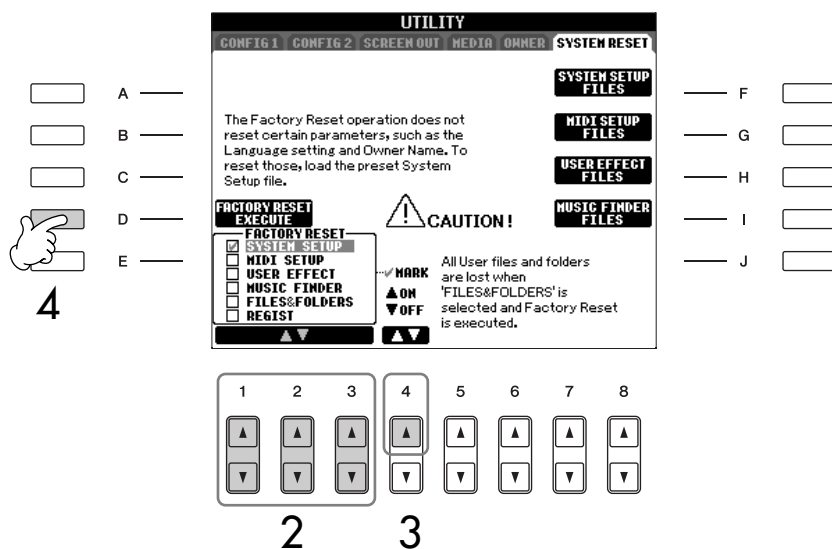 UTILITY
CONFIG 1 CONFIG 2 SCREEN OUT MEDIA OWNER SYSTEM RESET
SYSTEM SETUP
FILES
MIDI SETUP
FILES
USER EFFECT
FILES
MUSIC FINDER
FILES
The Factory Reset operation does not
reset certain parameters, such as the
Language setting and Owner Name. To
reset those, load the preset System
Setup file.
FACTORY RESET
EXECUTE
CAUTION!
FACTORY RESET
SYSTEM SETUP
MIDI SETUP
USER EFFECT
MUSIC FINDER
FILES&FOLDERS
REGIST
MARK
▲ON
▼OFF
All User files and folders
are lost when
'FILES&FOLDERS' is
selected and Factory Reset
is executed.
A
B
C
D
E
F
G
H
I
J
4
1 2 3 4 5 6 7 8
2 3